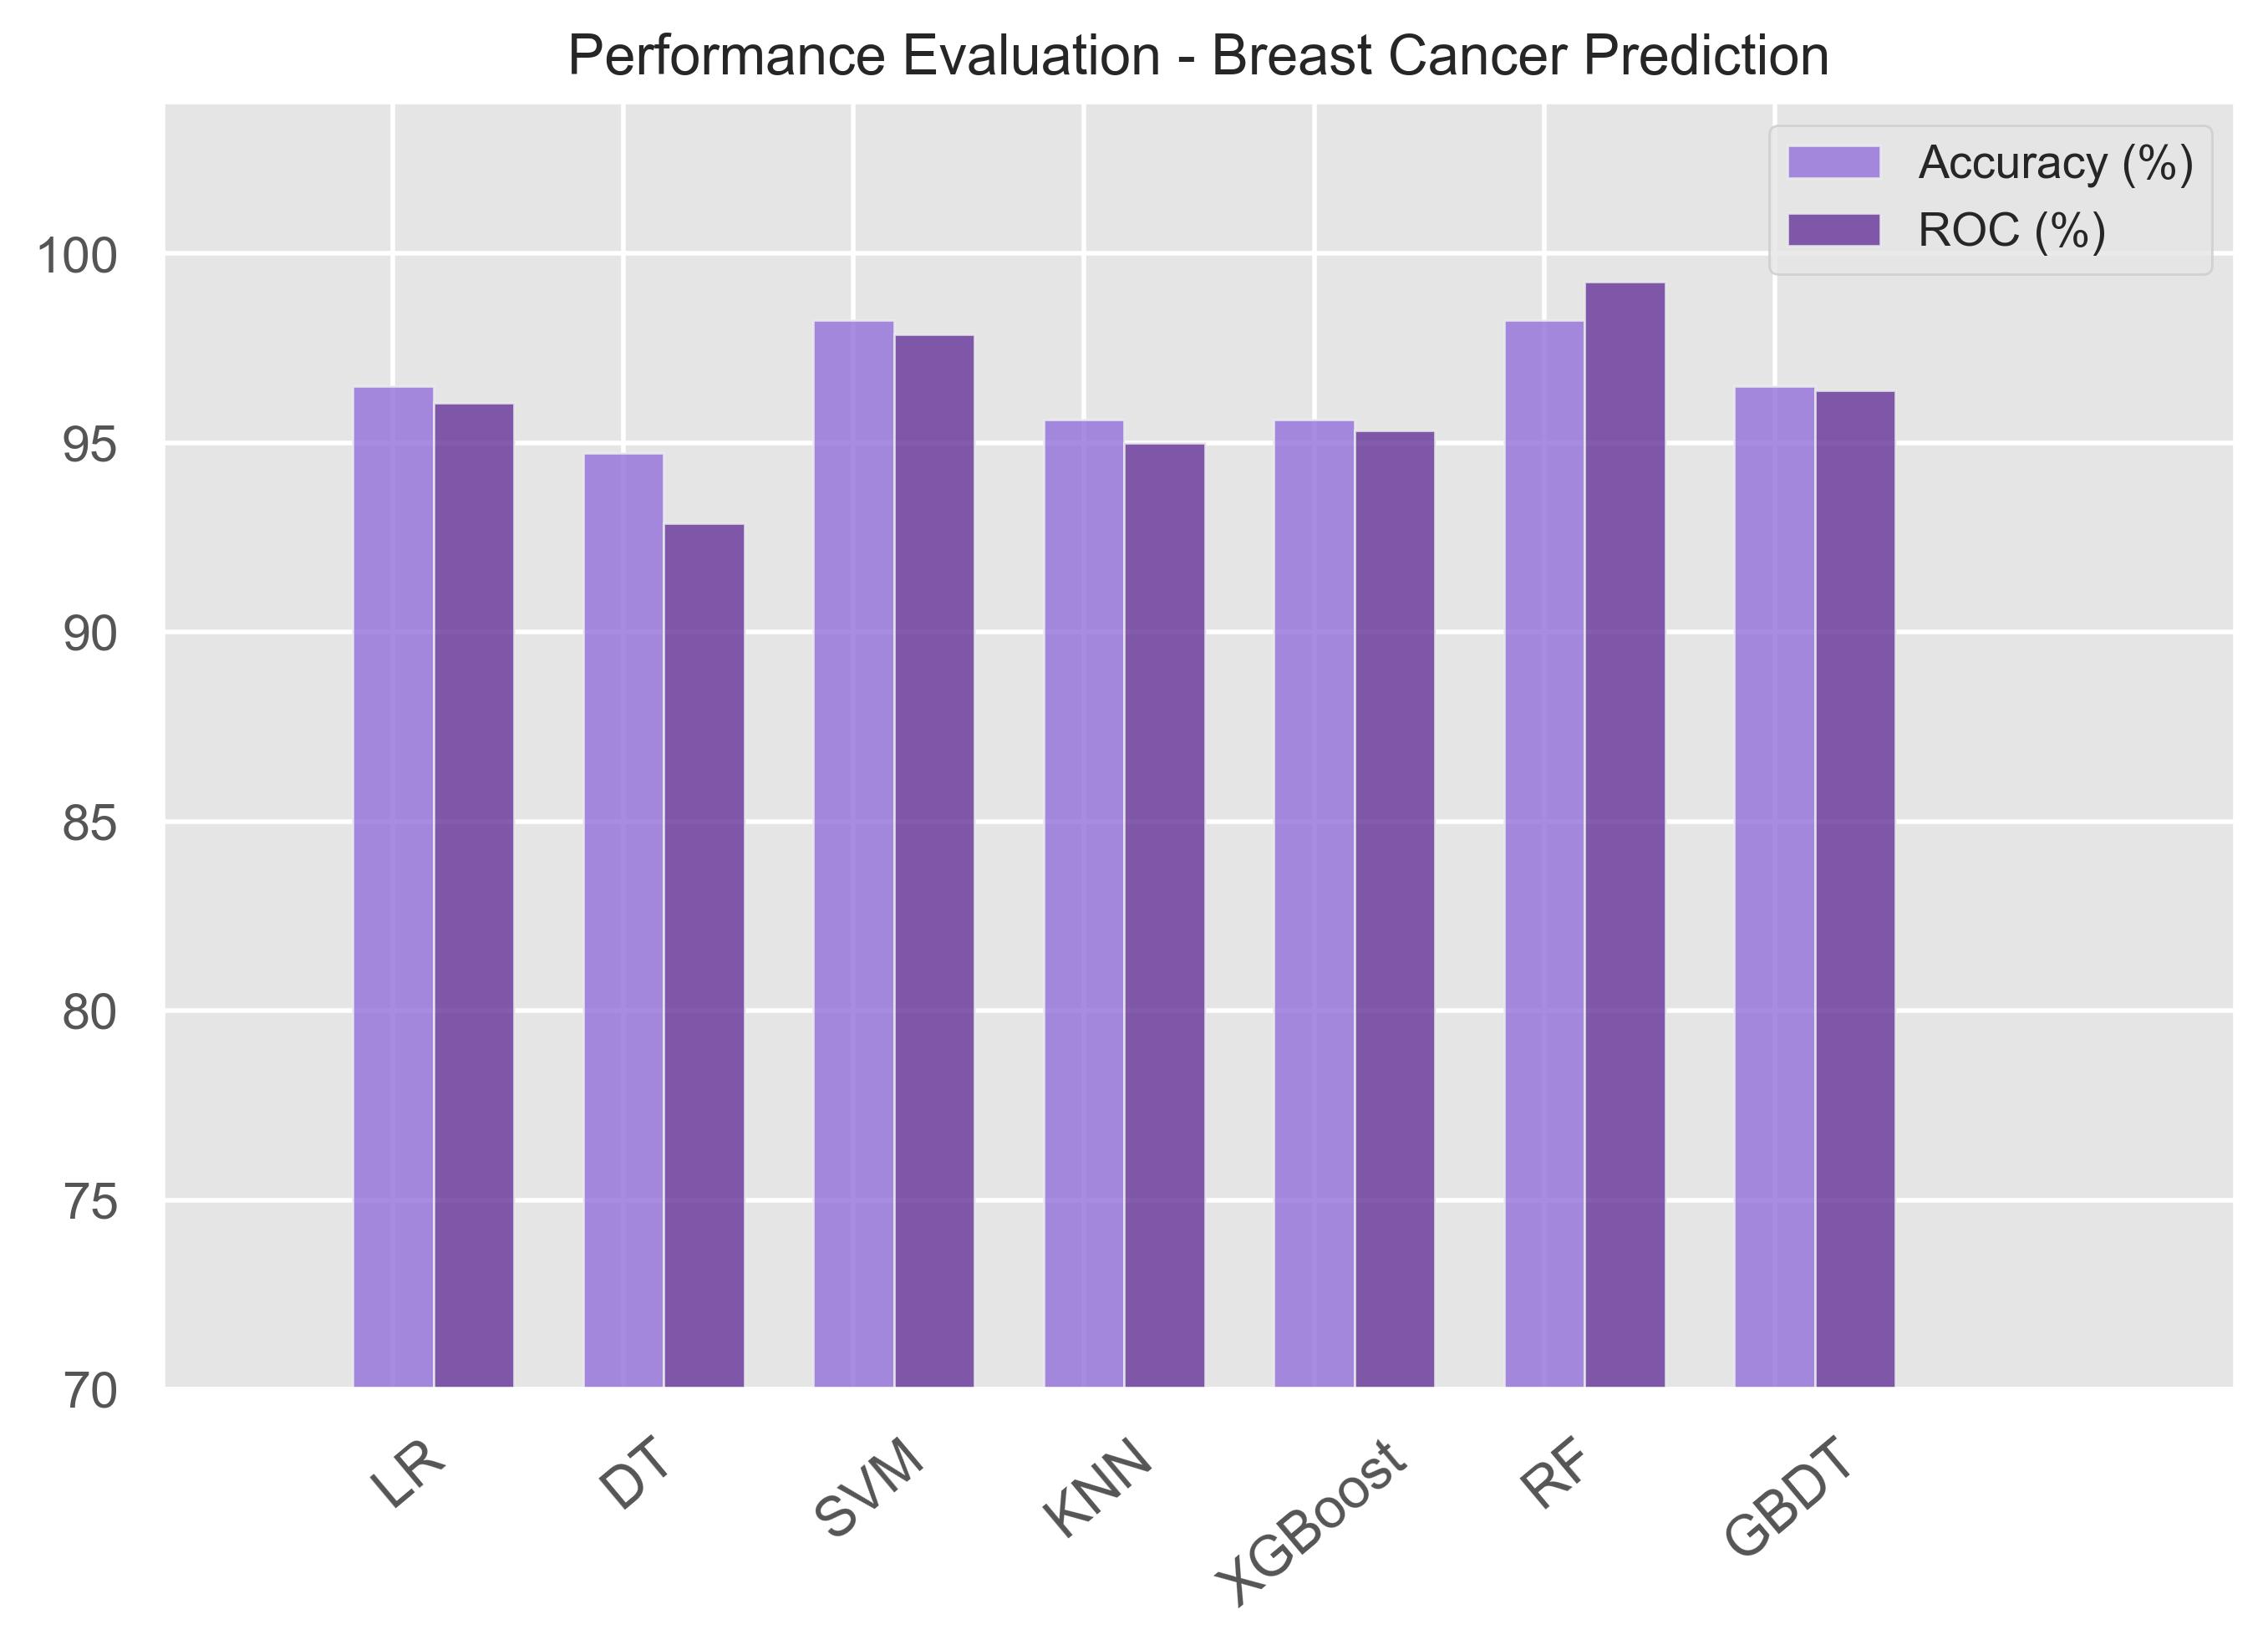 Performance Evaluation - Breast Cancer Prediction
Accuracy (%)
ROC (%)
100
95
90
85
80
75
70
LR
DT
SVM
KNN
XGBoost
RF
GBDT